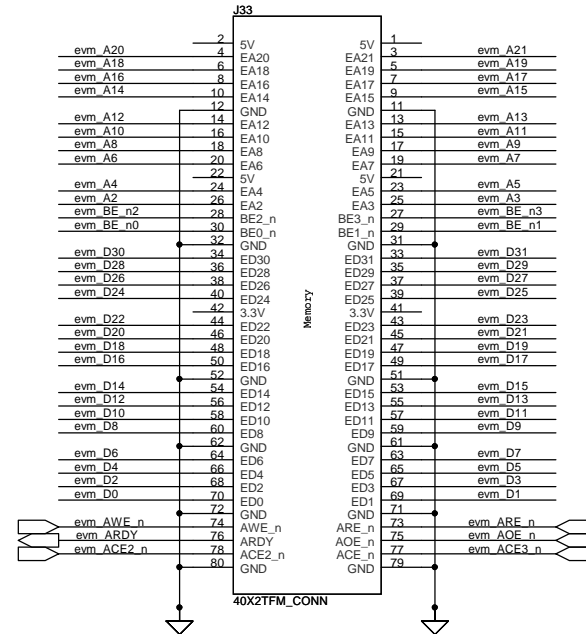 J33
2 5V 5V 1
evm_A20 4 EA20 EA21 3 evm_A21
evm_A18 6 EA18 EA19 5 evm_A19
evm_A16 8 EA16 EA17 7 evm_A17
evm_A14 10 EA14 EA15 9 evm_A15
12 GND GND 11
evm_A12 14 EA12 EA13 13 evm_A13
evm_A10 16 EA10 EA11 15 evm_A11
evm_A8 18 EA8 EA9 17 evm_A9
evm_A6 20 EA6 EA7 19 evm_A7
22 5V 5V 21
evm_A4 24 EA4 EA5 23 evm_A5
evm_A2 26 EA2 EA3 25 evm_A3
evm_BE_n2 28 BE2_n BE3_n 27 evm_BE_n3
evm_BE_n0 30 BE0_n BE1_n 29 evm_BE_n1
32 GND GND 31
evm_D30 34 ED30 ED31 33 evm_D31
evm_D28 36 ED28 ED29 35 evm_D29
evm_D26 38 ED26 ED27 37 evm_D27
evm_D24 40 ED24 ED25 39 evm_D25
42 3.3V 3.3V 41
Memory
evm_D22 44 ED22 ED23 43 evm_D23
evm_D20 46 ED20 ED21 45 evm_D21
evm_D18 48 ED18 ED19 47 evm_D19
evm_D16 50 ED16 ED17 49 evm_D17
52 GND GND 51
evm_D14 54 ED14 ED15 53 evm_D15
evm_D12 56 ED12 ED13 55 evm_D13
evm_D10 58 ED10 ED11 57 evm_D11
evm_D8 60 ED8 ED9 59 evm_D9
62 GND GND 61
evm_D6 64 ED6 ED7 63 evm_D7
evm_D4 66 ED4 ED5 65 evm_D5
evm_D2 68 ED2 ED3 67 evm_D3
evm_D0 70 ED0 ED1 69 evm_D1
72 GND GND 71
evm_AWE_n 74 AWE_n ARE_n 73 evm_ARE_n
evm_ARDY 76 ARDY AOE_n 75 evm_AOE_n
evm_ACE2_n 78 ACE2_n ACE_n 77 evm_ACE3_n
80 GND GND 79
40X2TFM_CONN